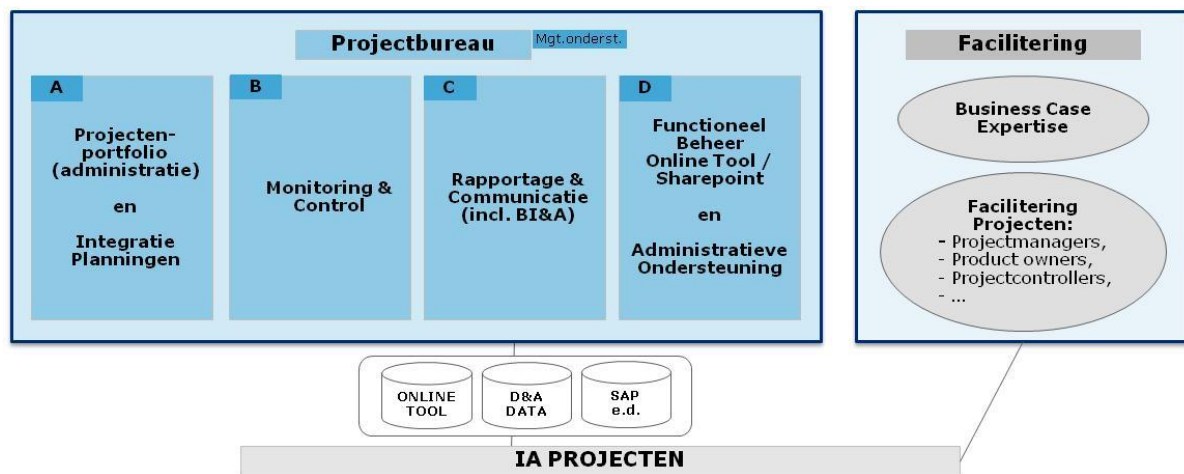 Projectbureau
Mgt.onderst.
A
Projecten-
portfolio
(administratie)
en
Integratie
Planningen
B
Monitoring &
Control
C
Rapportage &
Communicatie
(incl. BI&A)
D
Functioneel
Beheer
Online Tool /
Sharepoint
en
Administratieve
Ondersteuning
Facilitering
Business Case
Expertise
Facilitering
Projecten:
- Projectmanagers,
- Product owners,
- Projectcontrollers,
- ...
ONLINE
TOOL
D&A
DATA
SAP
e.d.
IA PROJECTEN